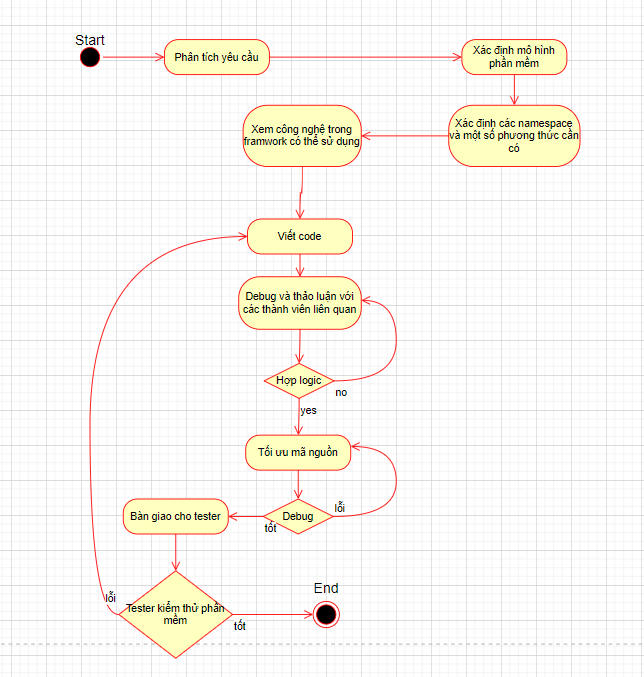 Start
Phân tích yêu cầu
Xác định mô hình
phần mềm
Xác định các namespace
và một số phương thức cần
có
Xem công nghệ trong
framwork có thể sử dụng
Viết code
Debug và thảo luận với
các thành viên liên quan
Hợp logic
no
yes
Tối ưu mã nguồn
Debug
lỗi
tốt
Bàn giao cho tester
Tester kiểm thử phần
mềm
lỗi
tốt
End